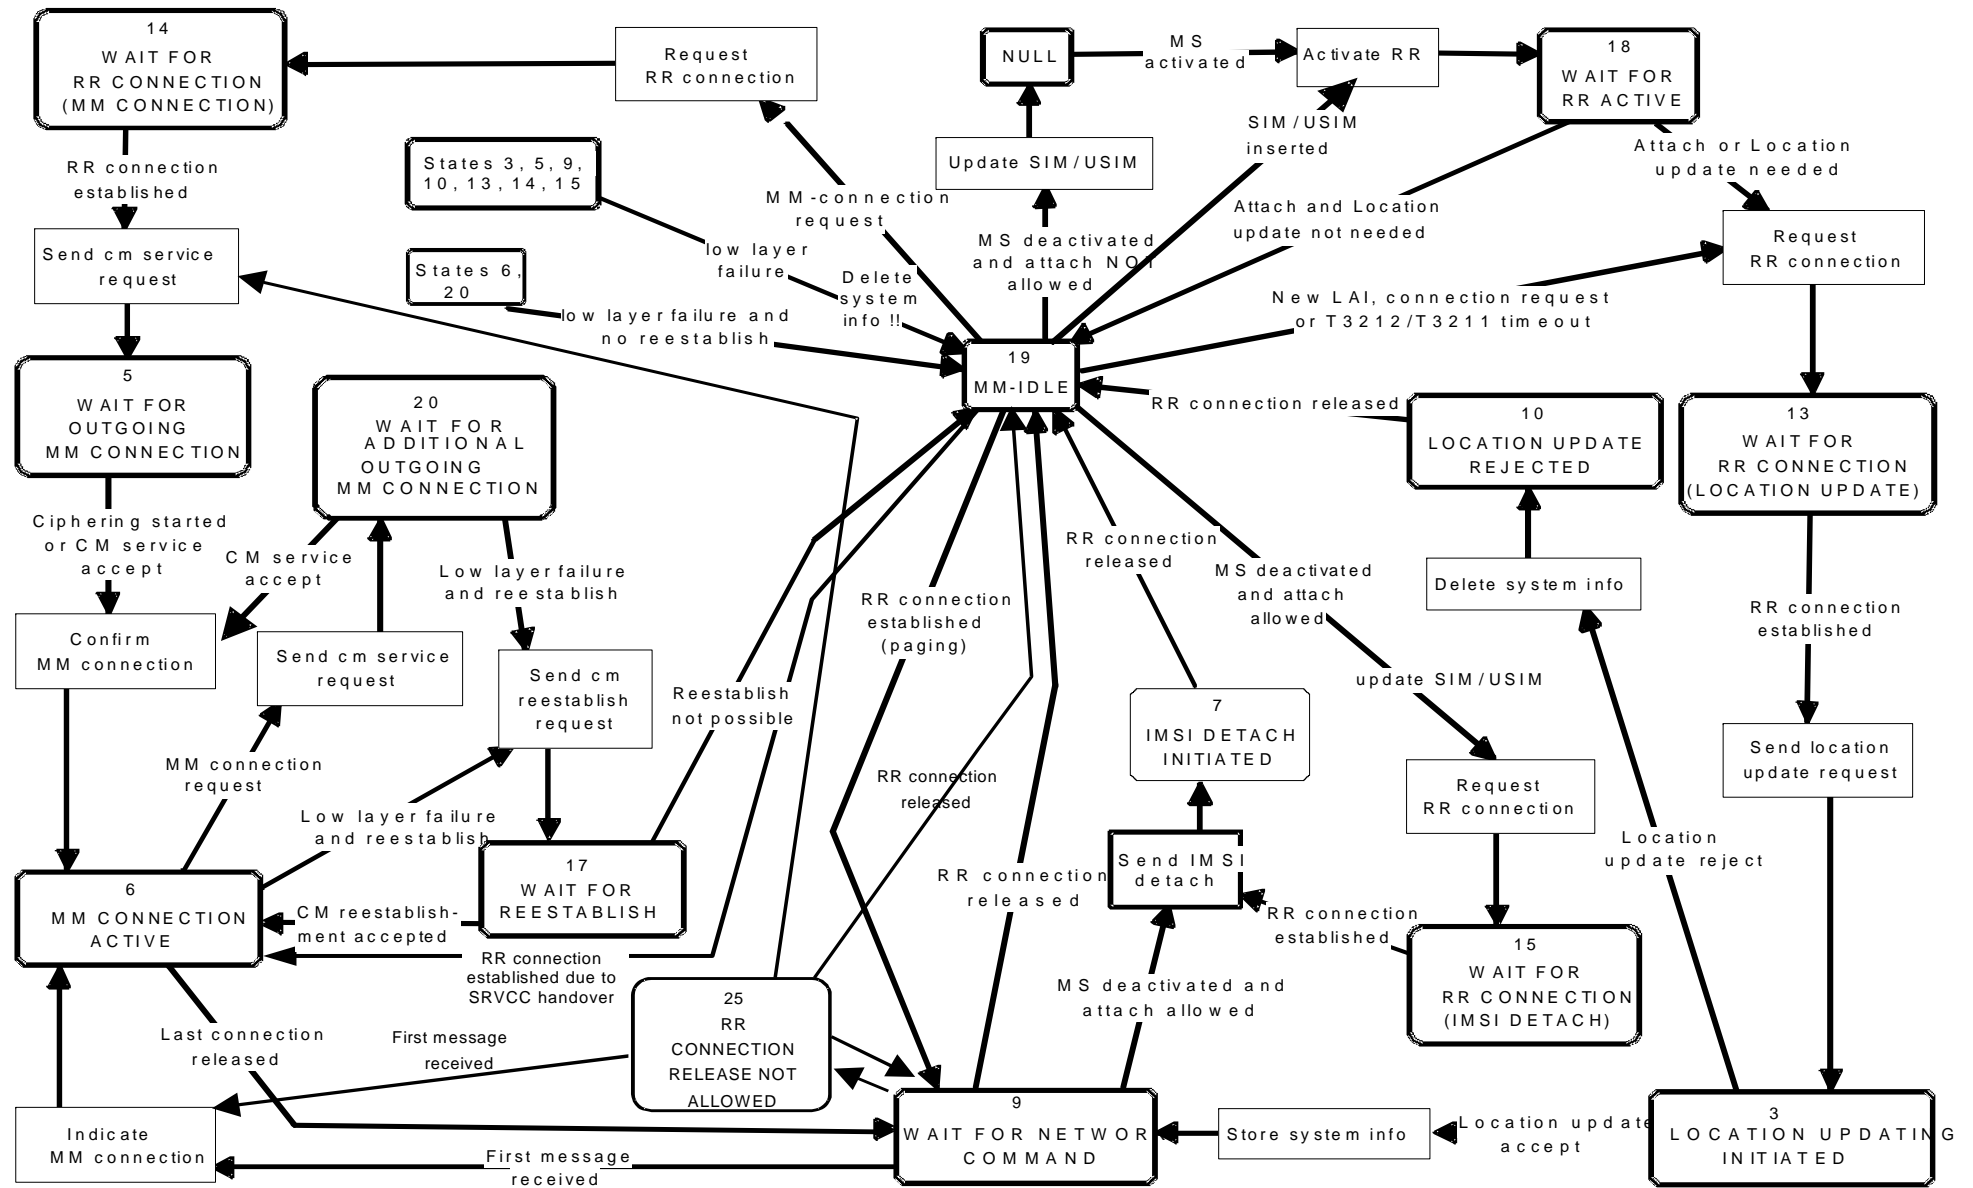 14
WAIT FOR
RR CONNECTION
(MM CONNECTION)
Request
RR connection
NULL
MS
activated
Activate RR
18
WAIT FOR
RR ACTIVE
States 3, 5, 9,
10, 13, 14, 15
Update SIM/USIM
SIM/USIM
inserted
Attach or Location
update needed
RR connection
established
MM-connection
request
Attach and Location
update not needed
Send cm service
request
low layer
failure
MS deactivated
and attach NOT
allowed
Request
RR connection
States 6,
20
Delete
system
info !!
low layer failure and
no reestablish
New LAI, connection request
or T3212/T3211 timeout
19
MM-IDLE
5
WAIT FOR
OUTGOING
MM CONNECTION
20
WAIT FOR
ADDITIONAL
OUTGOING
MM CONNECTION
RR connection released
10
LOCATION UPDATE
REJECTED
13
WAIT FOR
RR CONNECTION
(LOCATION UPDATE)
Ciphering started
or CM service
accept
CM service
accept
Low layer failure
and reestablish
RR connection
released
RR connection
established
(paging)
MS deactivated
and attach
allowed
Delete system info
RR connection
established
Confirm
MM connection
Send cm service
request
Send cm
reestablish
request
Reestablish
not possible
update SIM/USIM
7
IMSI DETACH
INITIATED
Send location
update request
MM connection
request
RR connection
released
Request
RR connection
Low layer failure
and reestablish
Location
update reject
17
WAIT FOR
REESTABLISH
RR connection
released
Send IMSI
detach
6
MM CONNECTION
ACTIVE
CM reestablish-
ment accepted
RR connection
established
RR connection
established due to
SRVCC handover
15
WAIT FOR
RR CONNECTION
(IMSI DETACH)
MS deactivated and
attach allowed
25
RR
CONNECTION
RELEASE NOT
ALLOWED
Last connection
released
First message
received
9
WAIT FOR NETWOR
COMMAND
Indicate
MM connection
First message
received
Store system info
Location update
accept
3
LOCATION UPDATING
INITIATED